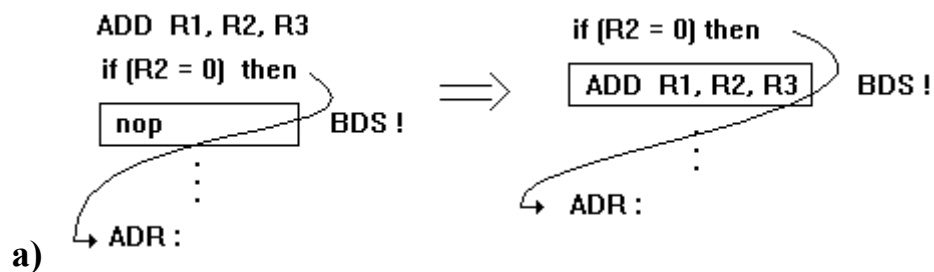 ADD R1, R2, R3
if (R2 = 0) then
nop
BDS !
ADR :
if (R2 = 0) then
ADD R1, R2, R3
BDS !
ADR :
a)